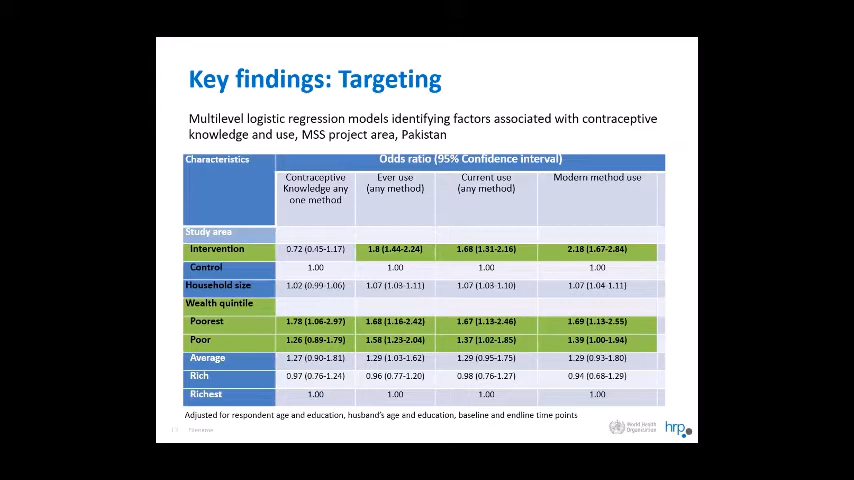 Key findings: Targeting
Multilevel logistic regression models identifying factors associated with contraceptive
knowledge and use, MSS project area, Pakistan
Characteristics Odds ratio (95% Confidence interval)
Contraceptive Knowledge any one method Ever use (any method) Current use (any method) Modern method use
Study area
Intervention 0.72 (0.45-1.17) 1.8 (1.44-2.24) 1.68 (1.31-2.16) 2.18 (1.67-2.84)
Control 1.00 1.00 1.00 1.00
Household size 1.02 (0.99-1.06) 1.07 (1.03-1.11) 1.07 (1.03-1.10) 1.07 (1.04-1.11)
Wealth quintile
Poorest 1.78 (1.06-2.97) 1.68 (1.16-2.42) 1.67 (1.13-2.46) 1.69 (1.13-2.55)
Poor 1.26 (0.89-1.79) 1.58 (1.23-2.04) 1.37 (1.02-1.85) 1.39 (1.00-1.94)
Average 1.27 (0.90-1.81) 1.29 (1.03-1.62) 1.29 (0.95-1.75) 1.29 (0.93-1.80)
Rich 0.97 (0.76-1.24) 0.96 (0.77-1.20) 0.98 (0.76-1.27) 0.94 (0.68-1.29)
Richest 1.00 1.00 1.00 1.00
Adjusted for respondent age and education, husband's age and education, baseline and endline time points
Filename
World Health
Organization
hrp